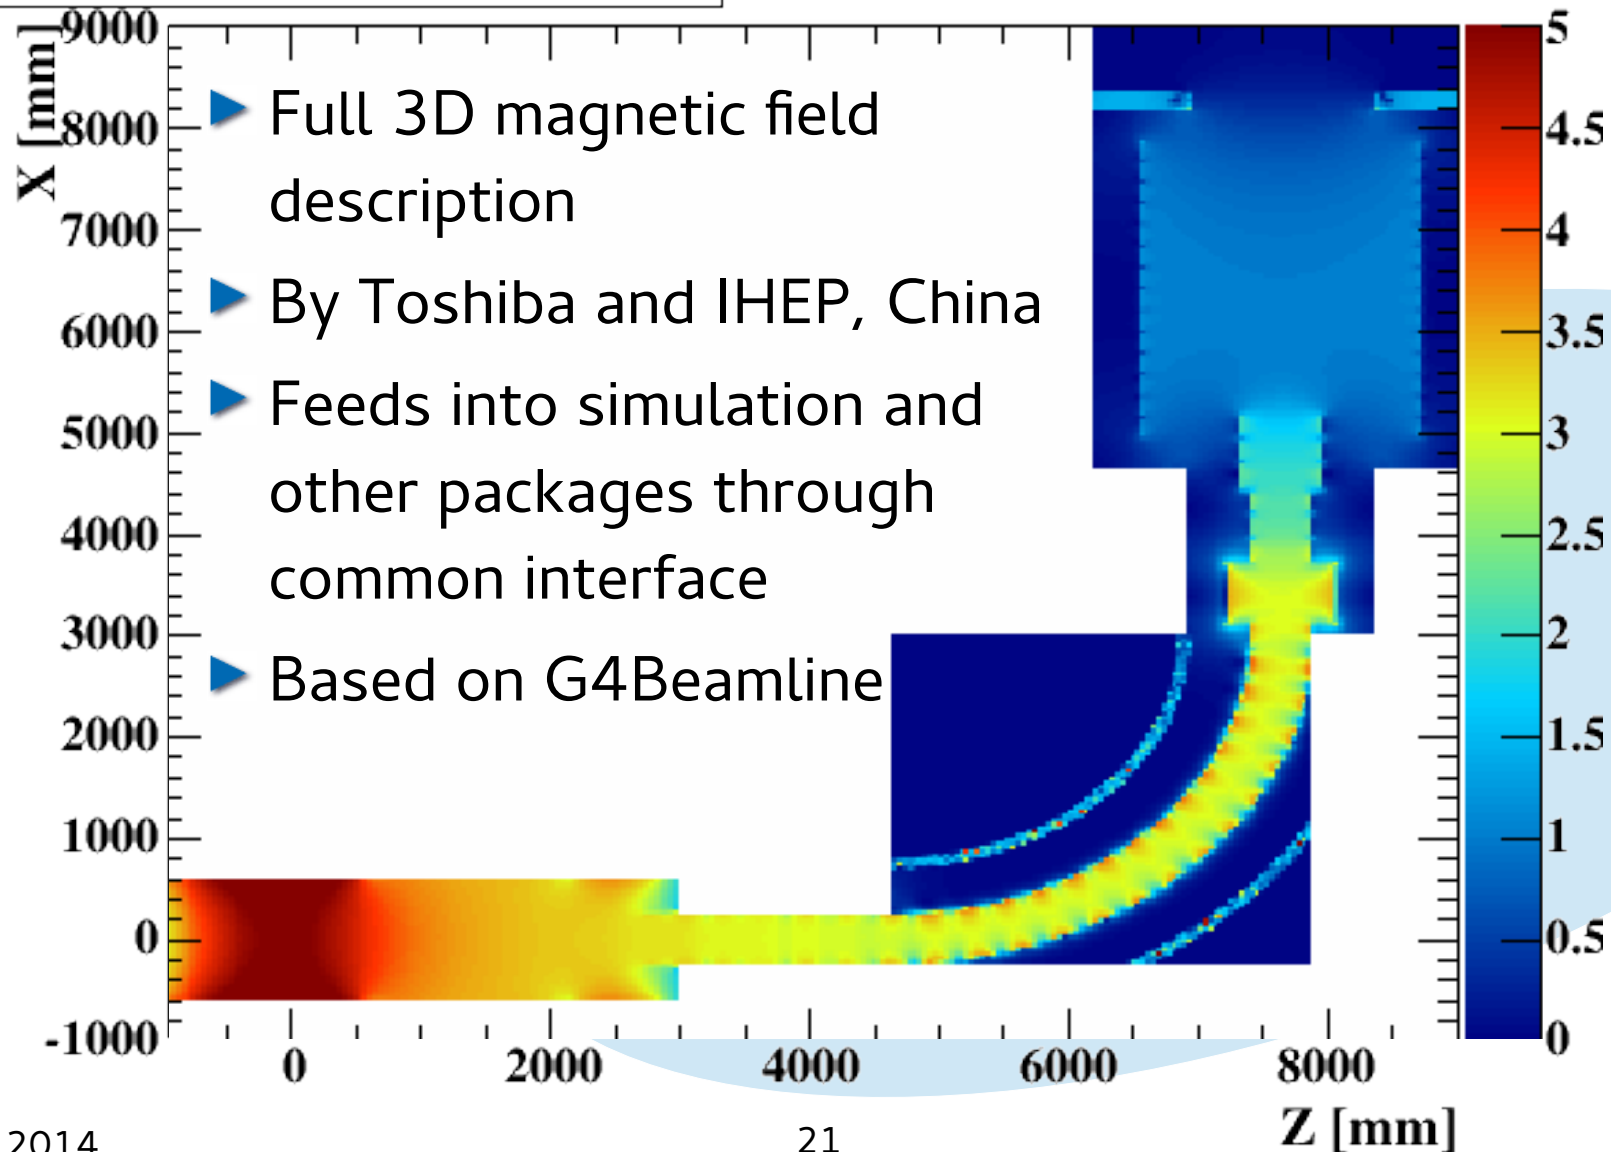 X [mm]
9000
8000
7000
6000
5000
4000
3000
2000
1000
0
-1000
▶ Full 3D magnetic field
description
▶ By Toshiba and IHEP, China
▶ Feeds into simulation and
other packages through
common interface
▶ Based on G4Beamline
5
4.5
4
3.5
3
2.5
2
1.5
1
0.5
0
0 2000 4000 6000 8000
Z [mm]
2014 21